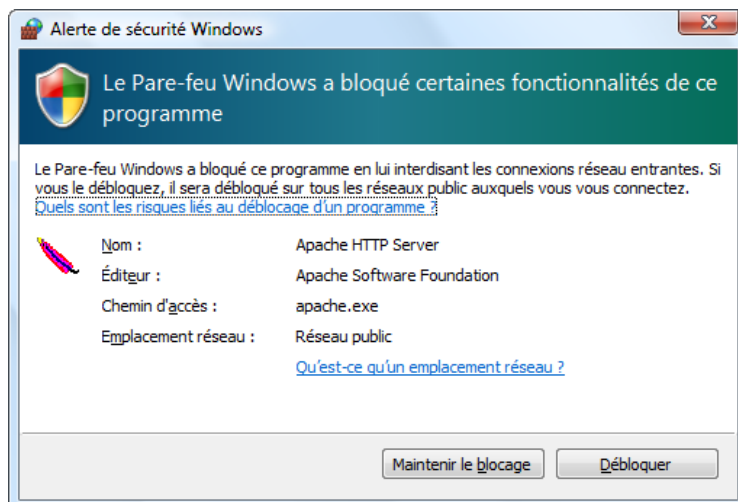 Alerte de sécurité Windows
Le Pare-feu Windows a bloqué certaines fonctionnalités de ce
programme
Le Pare-feu Windows a bloqué ce programme en lui interdisant les connexions réseau entrantes. Si
vous le débloquez, il sera débloqué sur tous les réseaux public auxquels vous vous connectez.
Quels sont les risques liés au déblocage d'un programme ?
Nom : Apache HTTP Server
Éditeur : Apache Software Foundation
Chemin d'accès : apache.exe
Emplacement réseau : Réseau public
Qu'est-ce qu'un emplacement réseau ?
Maintenir le blocage Débloquer